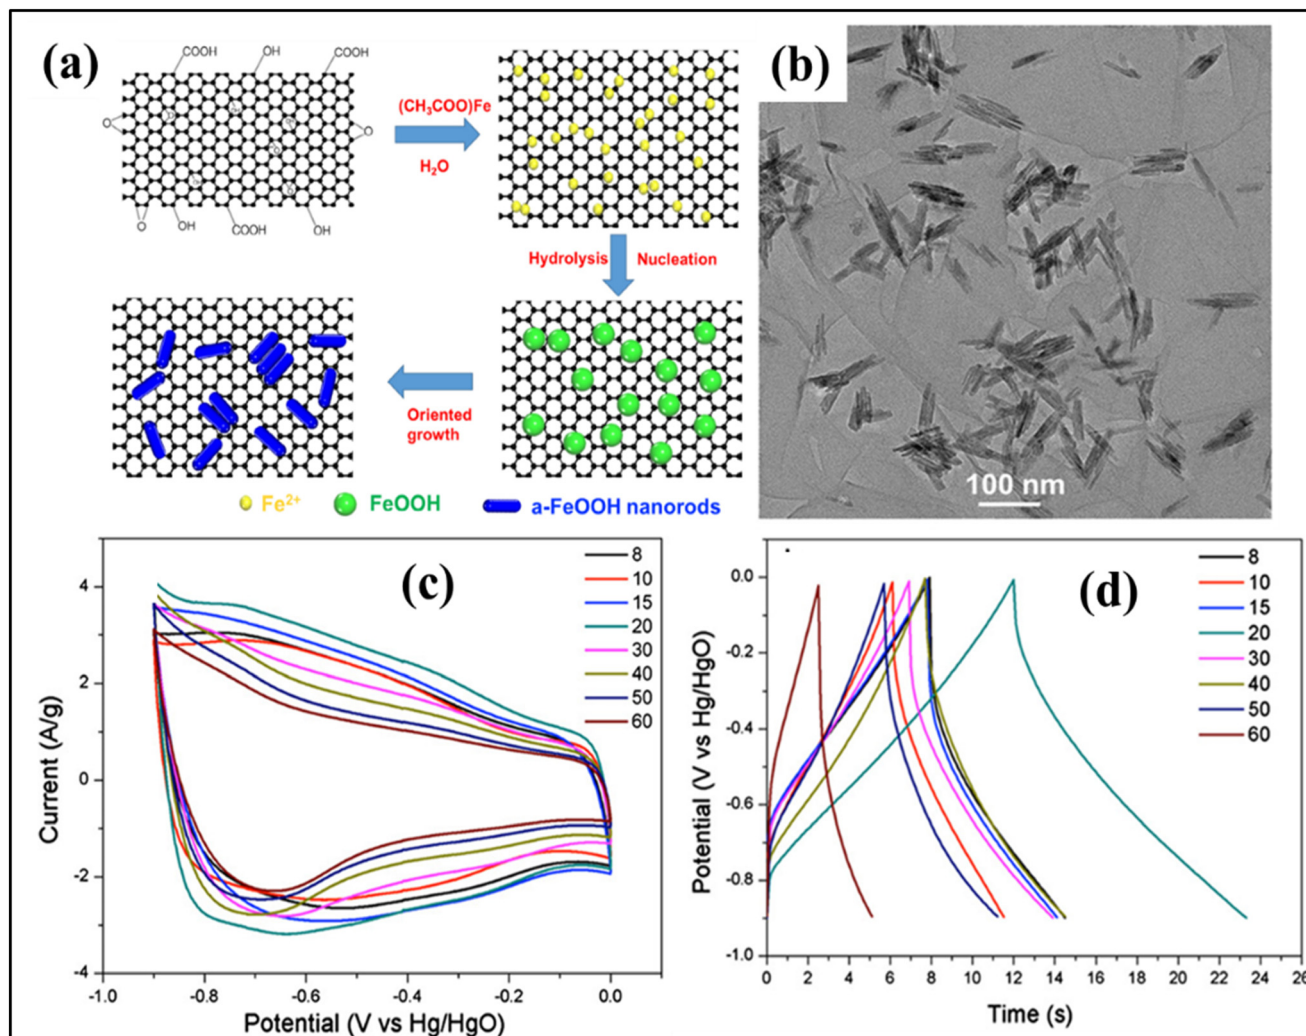 (a)
COOH
OH
COOH
O
O
O
OH
COOH
OH
(CH₃COO)Fe
H₂O
Hydrolysis
Nucleation
Oriented
growth
Fe²⁺
FeOOH
a-FeOOH nanorods
(b)
100 nm
(c)
8
10
15
20
30
40
50
60
4
2
0
-2
-4
Current (A/g)
-1.0 -0.8 -0.6 -0.4 -0.2 0.0
Potential (V vs Hg/HgO)
(d)
8
10
15
20
30
40
50
60
0.0
-0.2
-0.4
-0.6
-0.8
-1.0
Potential (V vs Hg/HgO)
0 2 4 6 8 10 12 14 16 18 20 22 24 26
Time (s)